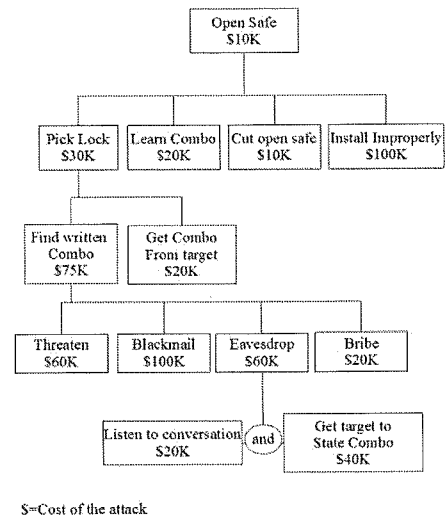 Open Safe
$10K
Pick Lock
$30K
Learn Combo
$20K
Cut open safe
$10K
Install Improperly
$100K
Find written
Combo
$75K
Get Combo
From target
$20K
Threaten
$60K
Blackmail
$100K
Eavesdrop
$60K
Bribe
$20K
Listen to conversation
$20K
and
Get target to
State Combo
$40K
$=Cost of the attack